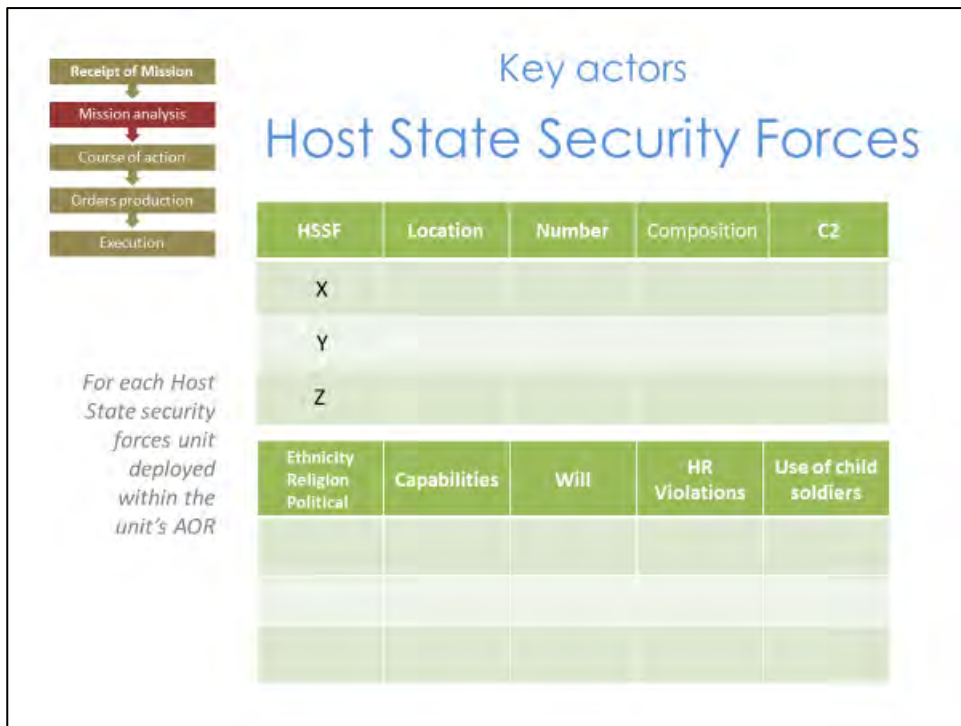 Key actors
Host State Security Forces
Receipt of Mission
Mission analysis
Course of action
Orders production
Execution
For each Host
State security
forces unit
deployed
within the
unit's AOR
HSSF Location Number Composition C2
X
Y
Z
Ethnicity
Religion
Political
Capabilities
Will
HR
Violations
Use of child
soldiers